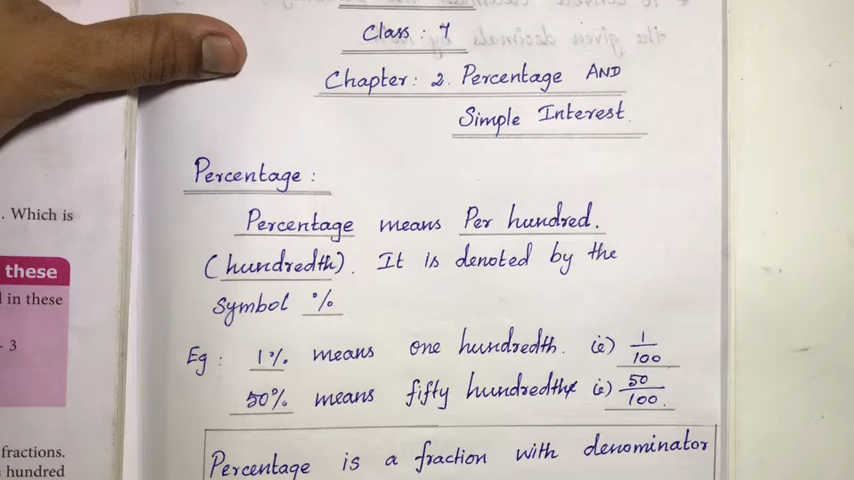 Class : 7
Chapter : 2. Percentage AND
Simple Interest.
Percentage :
Percentage means Per hundred.
(hundredth). It is denoted by the
Symbol %
Eg : 1% means one hundredth. (ie) 1/100
50% means fifty hundredths (ie) 50/100.
Percentage is a fraction with denominator
. Which is
these
d in these
- 3
fractions.
s hundred